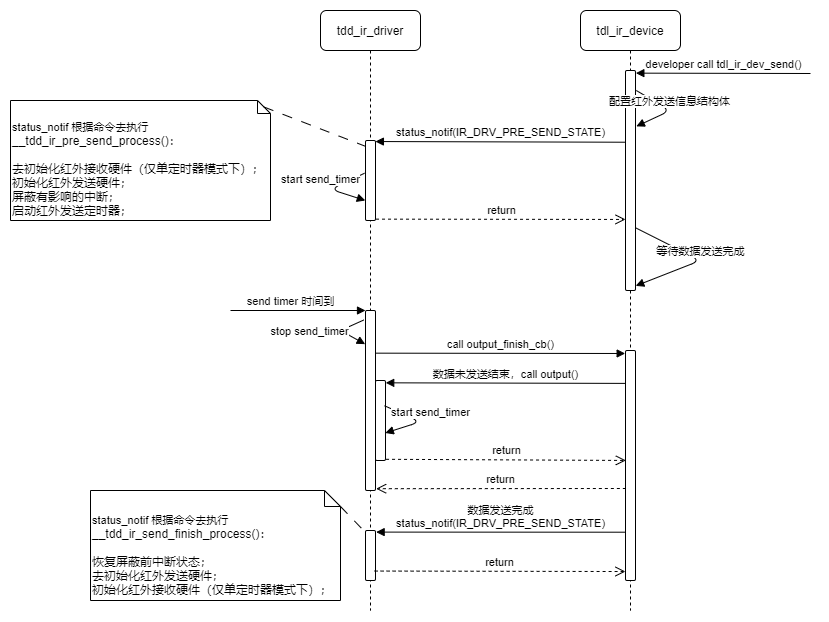 tdd_ir_driver
tdl_ir_device
developer call tdl_ir_dev_send()
配置红外发送信息结构体
status_notif 根据命令去执行
__tdd_ir_pre_send_process():
去初始化红外接收硬件（仅单定时器模式下）;
初始化红外发送硬件;
屏蔽有影响的中断;
启动红外发送定时器;
status_notif(IR_DRV_PRE_SEND_STATE)
start send_timer
return
等待数据发送完成
send timer 时间到
stop send_timer
call output_finish_cb()
数据未发送结束，call output()
start send_timer
return
return
status_notif 根据命令去执行
__tdd_ir_send_finish_process():
恢复屏蔽前中断状态;
去初始化红外发送硬件;
初始化红外接收硬件（仅单定时器模式下）;
数据发送完成
status_notif(IR_DRV_PRE_SEND_STATE)
return